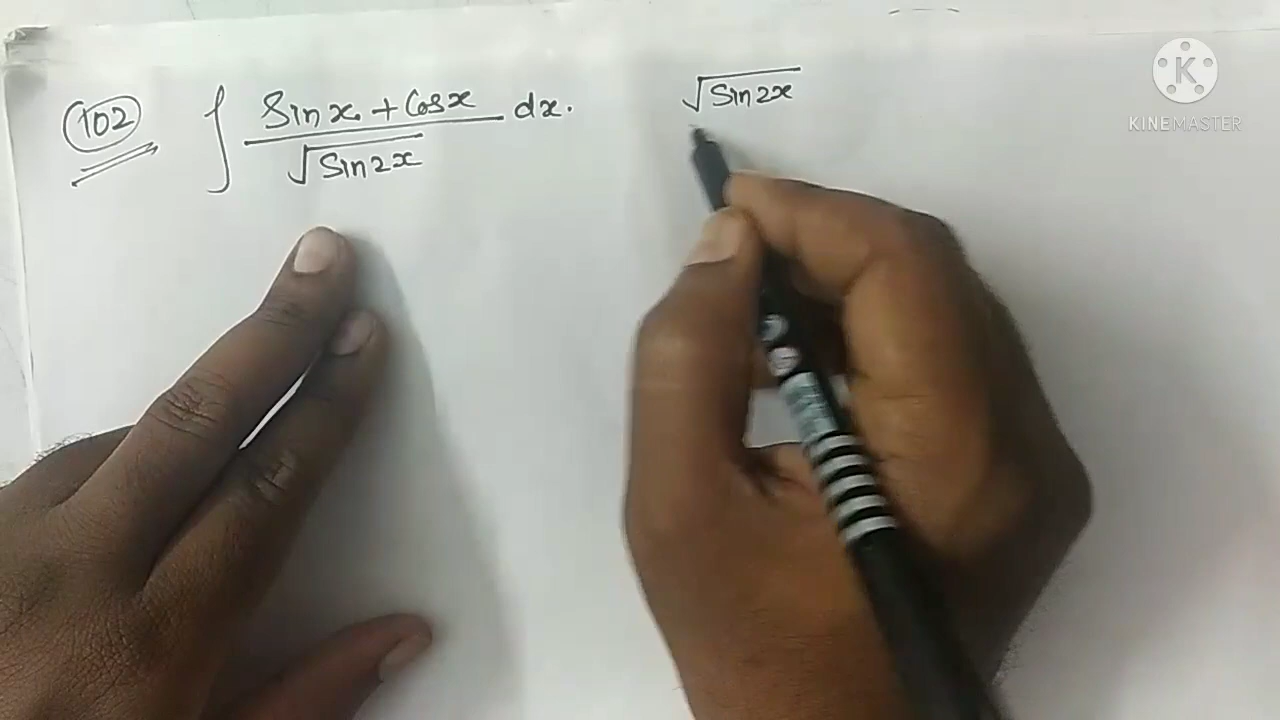 102 ∫ Sin x + Cos x / √Sin 2x dx.
√Sin 2x
K
KINEMASTER